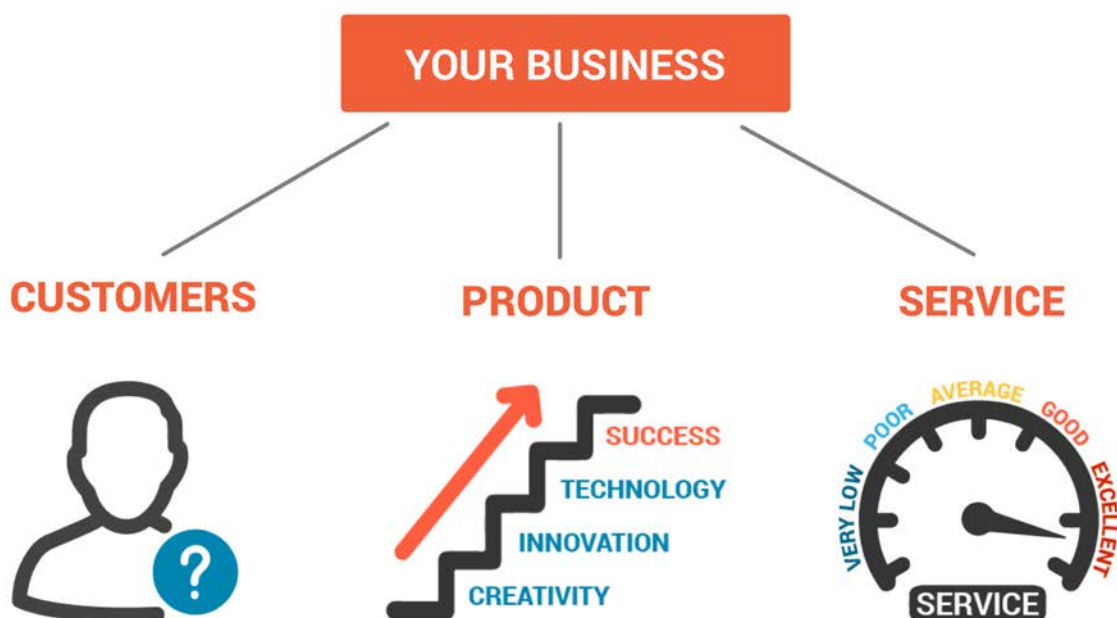 YOUR BUSINESS
CUSTOMERS
PRODUCT
SERVICE
?
SUCCESS
TECHNOLOGY
INNOVATION
CREATIVITY
VERY LOW
POOR
AVERAGE
GOOD
EXCELLENT
SERVICE